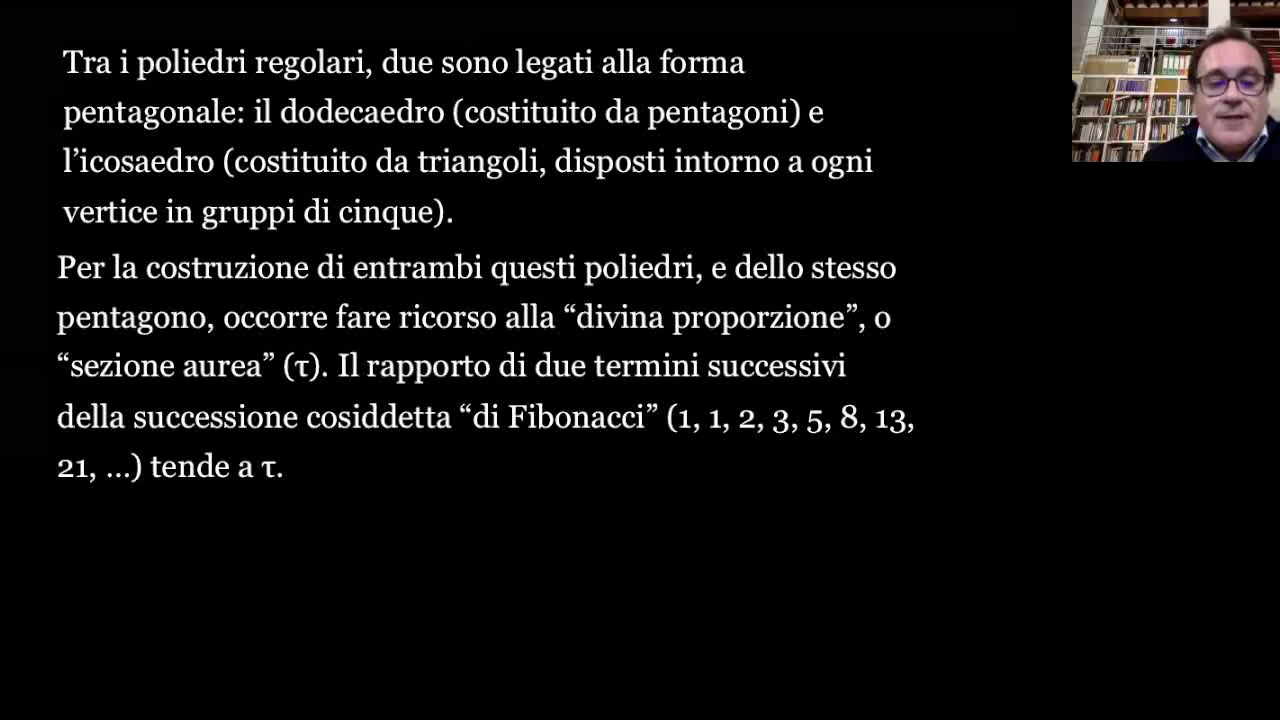 Tra i poliedri regolari, due sono legati alla forma
pentagonale: il dodecaedro (costituito da pentagoni) e
l’icosaedro (costituito da triangoli, disposti intorno a ogni
vertice in gruppi di cinque).
Per la costruzione di entrambi questi poliedri, e dello stesso
pentagono, occorre fare ricorso alla “divina proporzione”, o
“sezione aurea” (τ). Il rapporto di due termini successivi
della successione cosiddetta “di Fibonacci” (1, 1, 2, 3, 5, 8, 13,
21, ...) tende a τ.